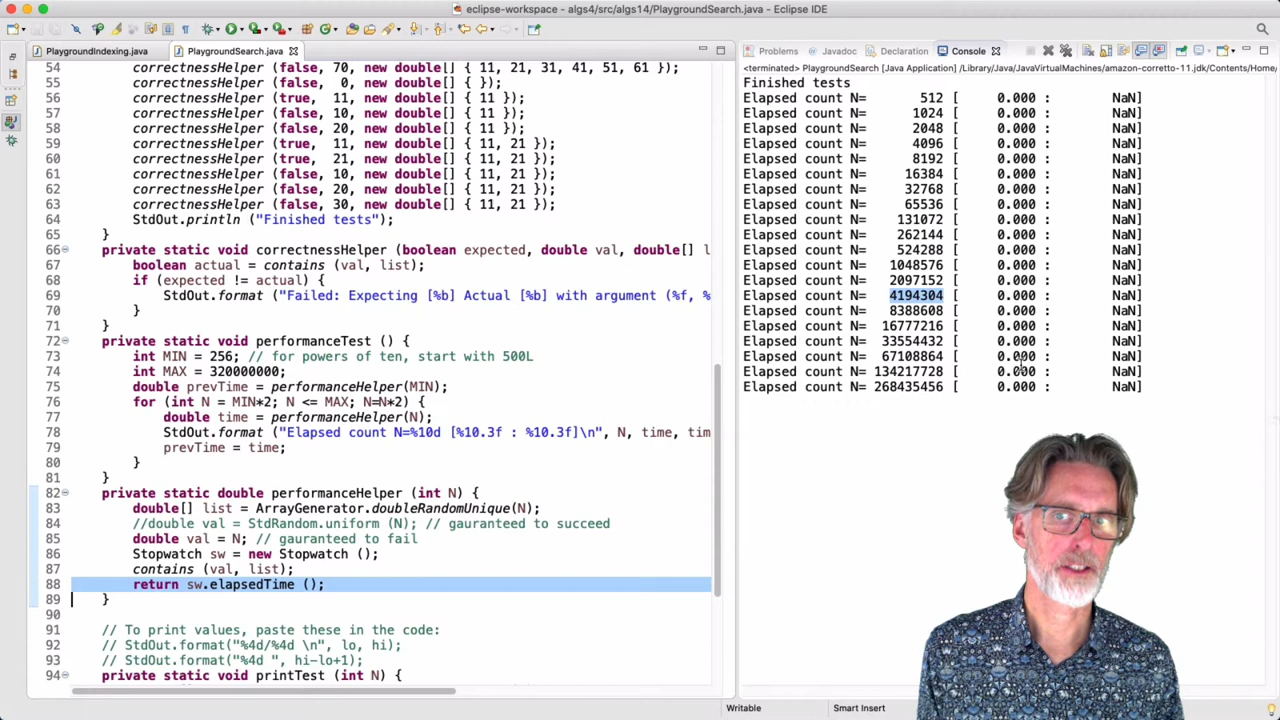 eclipse-workspace - algs4/src/algs14/PlaygroundSearch.java - Eclipse IDE
PlaygroundIndexing.java
PlaygroundSearch.java
54 correctnessHelper (false, 70, new double[] { 11, 21, 31, 41, 51, 61 });
55 correctnessHelper (false,  0, new double[] { });
56 correctnessHelper (true,  11, new double[] { 11 });
57 correctnessHelper (false, 10, new double[] { 11 });
58 correctnessHelper (false, 20, new double[] { 11 });
59 correctnessHelper (true,  11, new double[] { 11, 21 });
60 correctnessHelper (true,  21, new double[] { 11, 21 });
61 correctnessHelper (false, 10, new double[] { 11, 21 });
62 correctnessHelper (false, 20, new double[] { 11, 21 });
63 correctnessHelper (false, 30, new double[] { 11, 21 });
64 StdOut.println ("Finished tests");
65 }
66 private static void correctnessHelper (boolean expected, double val, double[] l
67 boolean actual = contains (val, list);
68 if (expected != actual) {
69 StdOut.format ("Failed: Expecting [%b] Actual [%b] with argument (%f, %
70 }
71 }
72 private static void performanceTest () {
73 int MIN = 256; // for powers of ten, start with 500L
74 int MAX = 320000000;
75 double prevTime = performanceHelper(MIN);
76 for (int N = MIN*2; N <= MAX; N=N*2) {
77 double time = performanceHelper(N);
78 StdOut.format ("Elapsed count N=%10d [%10.3f : %10.3f]\n", N, time, tim
79 prevTime = time;
80 }
81 }
82 private static double performanceHelper (int N) {
83 double[] list = ArrayGenerator.doubleRandomUnique(N);
84 //double val = StdRandom.uniform (N); // gauranteed to succeed
85 double val = N; // gauranteed to fail
86 Stopwatch sw = new Stopwatch ();
87 contains (val, list);
88 return sw.elapsedTime ();
89 }
90
91 // To print values, paste these in the code:
92 // StdOut.format("%4d/%4d \n", lo, hi);
93 // StdOut.format("%4d ", hi-lo+1);
94 private static void printTest (int N) {
Problems
Javadoc
Declaration
Console
<terminated> PlaygroundSearch [Java Application] /Library/Java/JavaVirtualMachines/amazon-corretto-11.jdk/Contents/Home/
Finished tests
Elapsed count N=       512 [     0.000 :        NaN]
Elapsed count N=      1024 [     0.000 :        NaN]
Elapsed count N=      2048 [     0.000 :        NaN]
Elapsed count N=      4096 [     0.000 :        NaN]
Elapsed count N=      8192 [     0.000 :        NaN]
Elapsed count N=     16384 [     0.000 :        NaN]
Elapsed count N=     32768 [     0.000 :        NaN]
Elapsed count N=     65536 [     0.000 :        NaN]
Elapsed count N=    131072 [     0.000 :        NaN]
Elapsed count N=    262144 [     0.000 :        NaN]
Elapsed count N=    524288 [     0.000 :        NaN]
Elapsed count N=   1048576 [     0.000 :        NaN]
Elapsed count N=   2097152 [     0.000 :        NaN]
Elapsed count N=   4194304 [     0.000 :        NaN]
Elapsed count N=   8388608 [     0.000 :        NaN]
Elapsed count N=  16777216 [     0.000 :        NaN]
Elapsed count N=  33554432 [     0.000 :        NaN]
Elapsed count N=  67108864 [     0.000 :        NaN]
Elapsed count N= 134217728 [     0.000 :        NaN]
Elapsed count N= 268435456 [     0.000 :        NaN]
Writable
Smart Insert